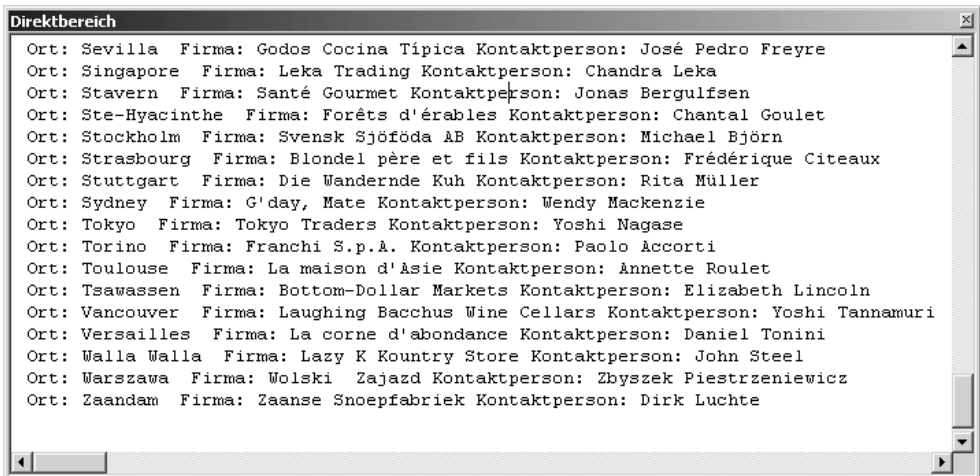 Direktbereich
Ort: Sevilla  Firma: Godos Cocina Típica Kontaktperson: José Pedro Freyre
Ort: Singapore  Firma: Leka Trading Kontaktperson: Chandra Leka
Ort: Stavern  Firma: Santé Gourmet Kontaktperson: Jonas Bergulfsen
Ort: Ste-Hyacinthe  Firma: Forêts d'érables Kontaktperson: Chantal Goulet
Ort: Stockholm  Firma: Svensk Sjöföda AB Kontaktperson: Michael Björn
Ort: Strasbourg  Firma: Blondel père et fils Kontaktperson: Frédérique Citeaux
Ort: Stuttgart  Firma: Die Wandernde Kuh Kontaktperson: Rita Müller
Ort: Sydney  Firma: G'day, Mate Kontaktperson: Wendy Mackenzie
Ort: Tokyo  Firma: Tokyo Traders Kontaktperson: Yoshi Nagase
Ort: Torino  Firma: Franchi S.p.A. Kontaktperson: Paolo Accorti
Ort: Toulouse  Firma: La maison d'Asie Kontaktperson: Annette Roulet
Ort: Tsawassen  Firma: Bottom-Dollar Markets Kontaktperson: Elizabeth Lincoln
Ort: Vancouver  Firma: Laughing Bacchus Wine Cellars Kontaktperson: Yoshi Tannamuri
Ort: Versailles  Firma: La corne d'abondance Kontaktperson: Daniel Tonini
Ort: Walla Walla  Firma: Lazy K Kountry Store Kontaktperson: John Steel
Ort: Warszawa  Firma: Wolski  Zajazd Kontaktperson: Zbyszek Piestrzeniewicz
Ort: Zaandam  Firma: Zaanse Snoepfabriek Kontaktperson: Dirk Luchte